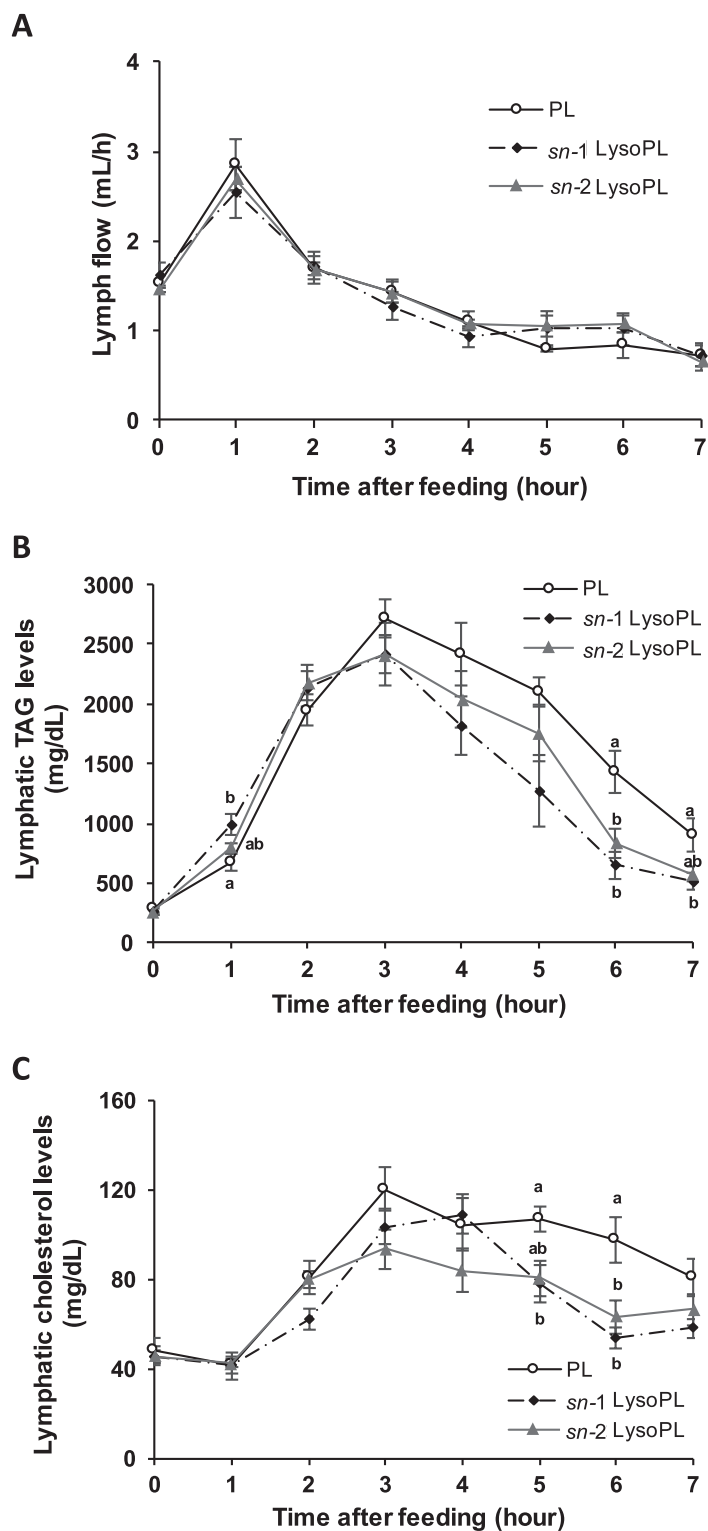 A
4
3
2
1
0
Lymph flow (mL/h)
PL
sn-1 LysoPL
sn-2 LysoPL
0 1 2 3 4 5 6 7
Time after feeding (hour)
B
3000
2500
2000
1500
1000
500
0
Lymphatic TAG levels
(mg/dL)
PL
sn-1 LysoPL
sn-2 LysoPL
b
ab
a
a
b
b
a
ab
b
0 1 2 3 4 5 6 7
Time after feeding (hour)
C
160
120
80
40
0
Lymphatic cholesterol levels
(mg/dL)
a
ab
b
a
b
b
PL
sn-1 LysoPL
sn-2 LysoPL
0 1 2 3 4 5 6 7
Time after feeding (hour)